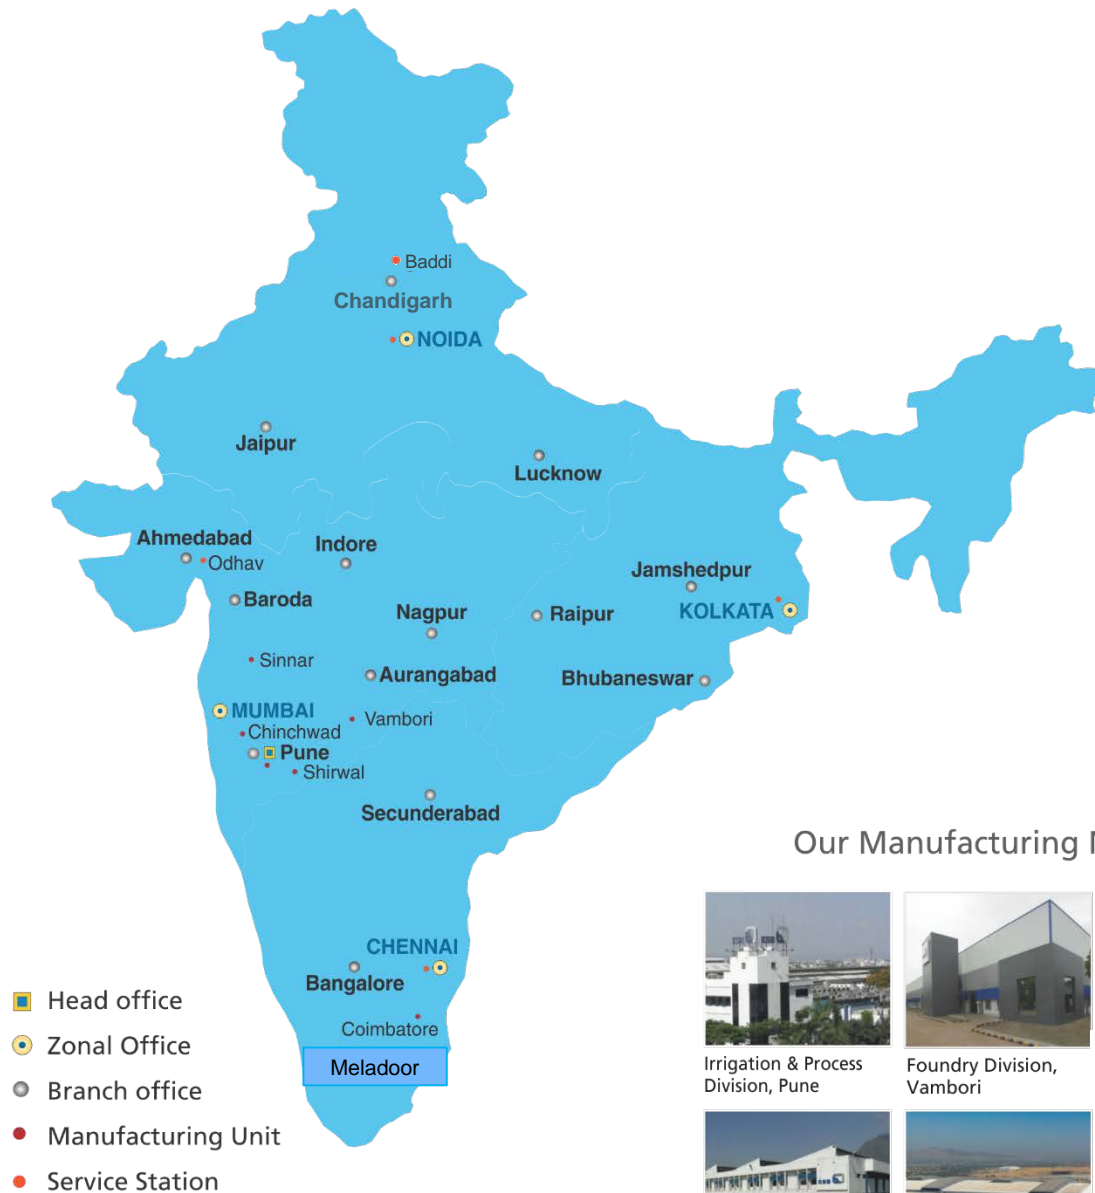 Baddi
Chandigarh
NOIDA
Jaipur
Lucknow
Ahmedabad
Odhav
Indore
Baroda
Jamshedpur
KOLKATA
Nagpur
Raipur
Sinnar
Aurangabad
Bhubaneswar
MUMBAI
Vambori
Chinchwad
Pune
Shirwal
Secunderabad
Our Manufacturing
CHENNAI
Bangalore
Coimbatore
Meladoor
Head office
Zonal Office
Branch office
Manufacturing Unit
Service Station
Irrigation & Process
Division, Pune
Foundry Division,
Vambori